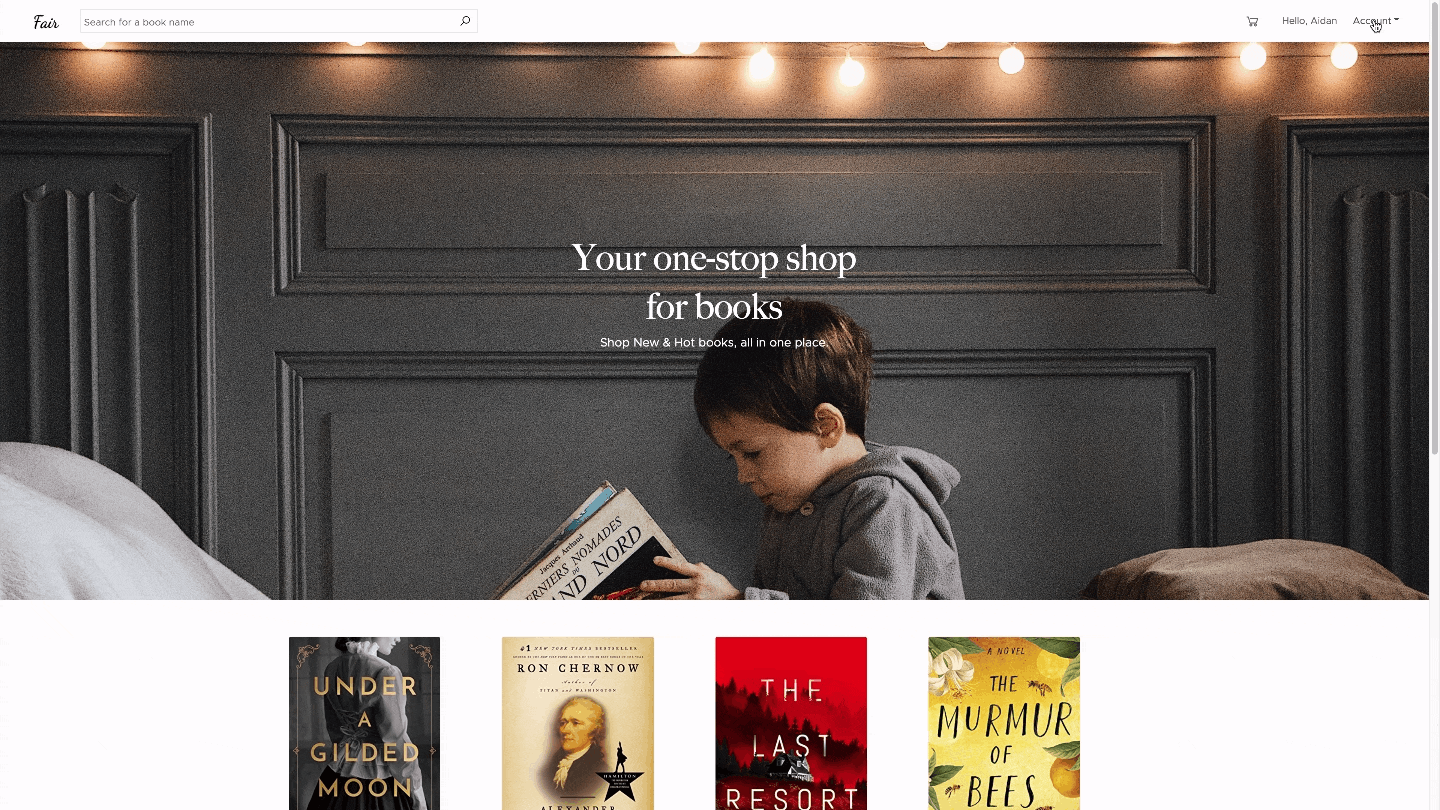 Fair
Search for a book name
Hello, Aidan
Account
Your one-stop shop
for books
Shop New & Hot books, all in one place.
Jacques Arthaud
DERNIERS NOMADES
DU
AND NORD
UNDER
A
GILDED
MOON
#1 NEW YORK TIMES BESTSELLER
RON CHERNOW
Author of
TITAN and WASHINGTON
HAMILTON
ALEXANDER
THE
LAST
RESORT
A NOVEL
THE
MURMUR
OF
BEES